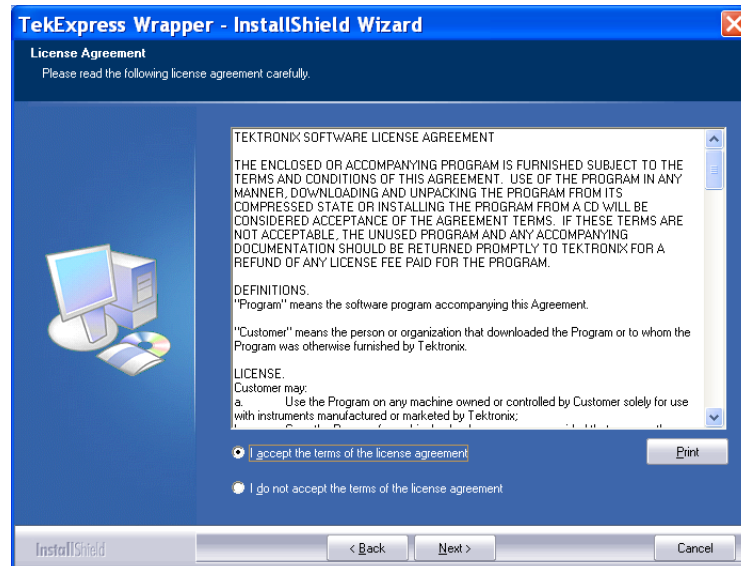 TekExpress Wrapper - InstallShield Wizard
License Agreement
Please read the following license agreement carefully.
TEKTRONIX SOFTWARE LICENSE AGREEMENT
THE ENCLOSED OR ACCOMPANYING PROGRAM IS FURNISHED SUBJECT TO THE
TERMS AND CONDITIONS OF THIS AGREEMENT. USE OF THE PROGRAM IN ANY
MANNER, DOWNLOADING AND UNPACKING THE PROGRAM FROM ITS
COMPRESSED STATE OR INSTALLING THE PROGRAM FROM A CD WILL BE
CONSIDERED ACCEPTANCE OF THE AGREEMENT TERMS. IF THESE TERMS ARE
NOT ACCEPTABLE, THE UNUSED PROGRAM AND ANY ACCOMPANYING
DOCUMENTATION SHOULD BE RETURNED PROMPTLY TO TEKTRONIX FOR A
REFUND OF ANY LICENSE FEE PAID FOR THE PROGRAM.
DEFINITIONS.
"Program" means the software program accompanying this Agreement.
"Customer" means the person or organization that downloaded the Program or to whom the
Program was otherwise furnished by Tektronix.
LICENSE.
Customer may:
a. Use the Program on any machine owned or controlled by Customer solely for use
with instruments manufactured or marketed by Tektronix;
I accept the terms of the license agreement
Print
I do not accept the terms of the license agreement
InstallShield
< Back
Next >
Cancel